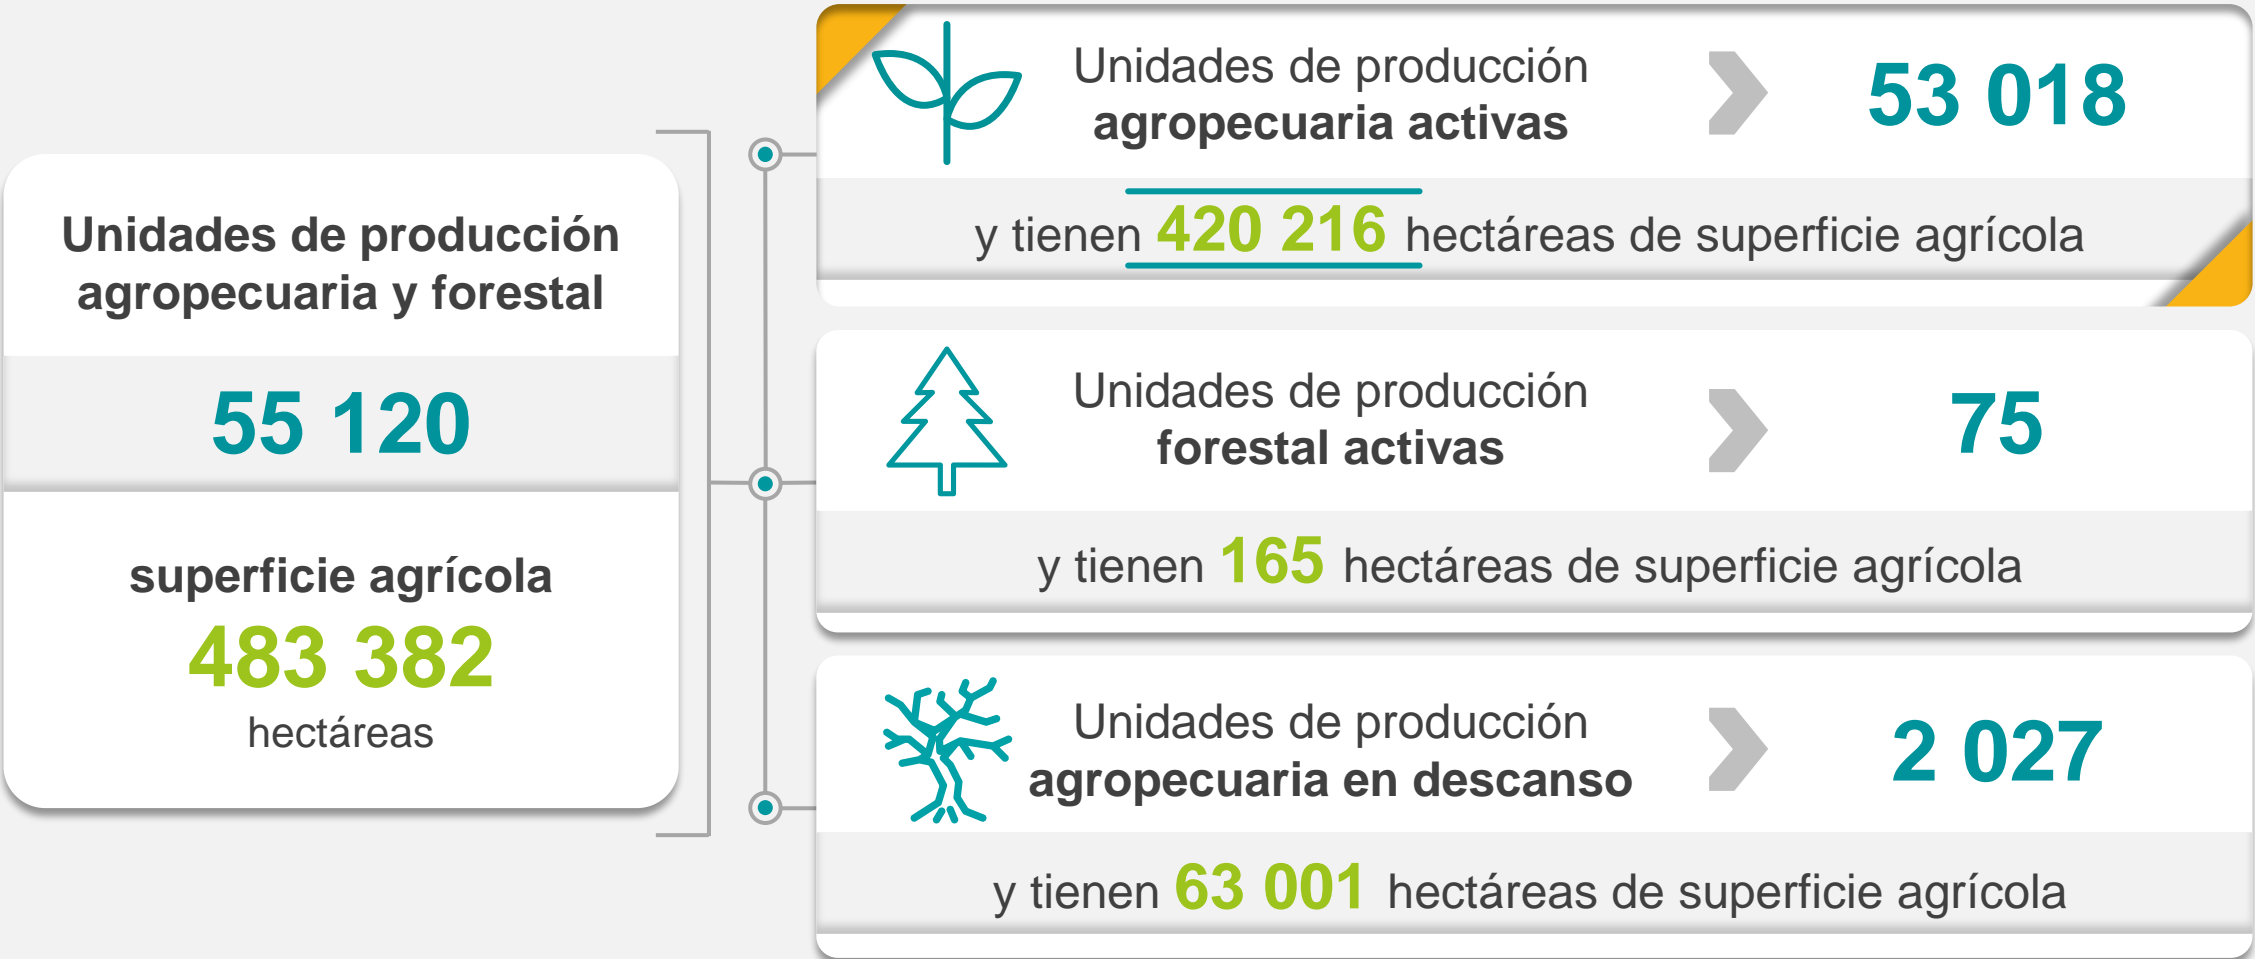 Unidades de producción
agropecuaria y forestal
55 120
superficie agrícola
483 382
hectáreas
Unidades de producción
agropecuaria activas
53 018
y tienen 420 216 hectáreas de superficie agrícola
Unidades de producción
forestal activas
75
y tienen 165 hectáreas de superficie agrícola
Unidades de producción
agropecuaria en descanso
2 027
y tienen 63 001 hectáreas de superficie agrícola